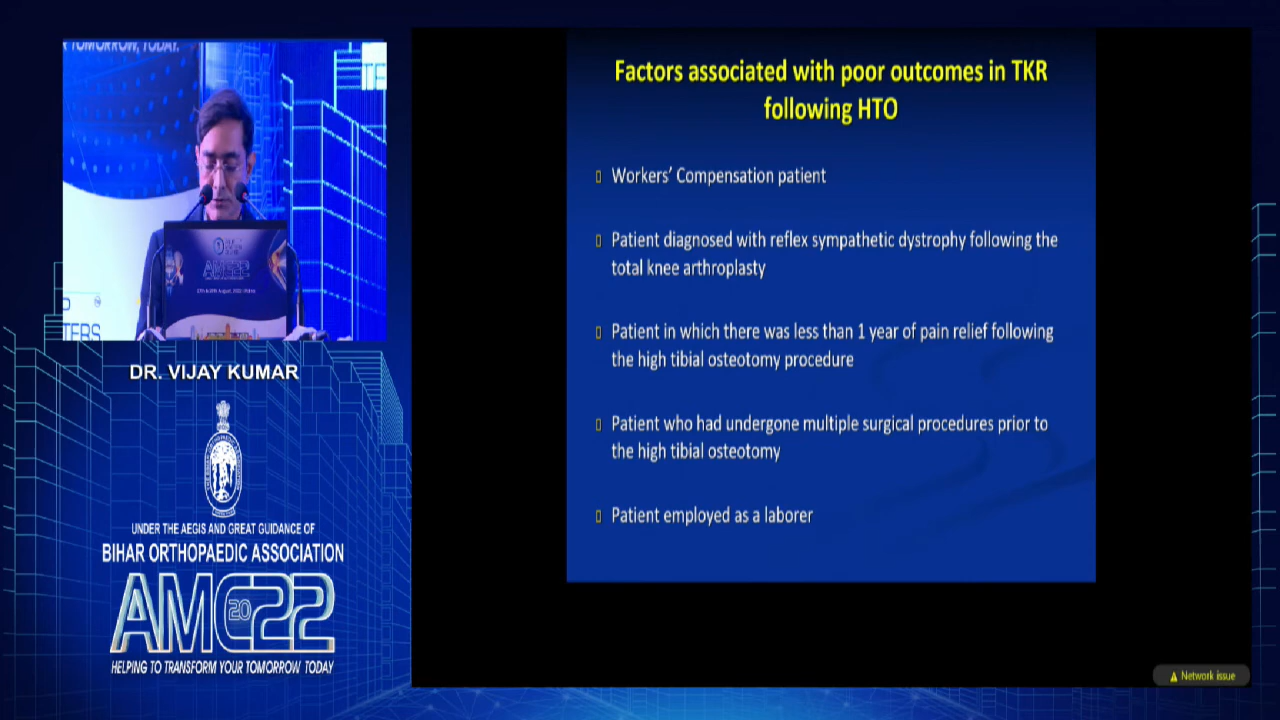 R TOMORROW, TODAY.
TE
AMC22
TERS
DR. VIJAY KUMAR
UNDER THE AEGIS AND GREAT GUIDANCE OF
BIHAR ORTHOPAEDIC ASSOCIATION
AMC2022
HELPING TO TRANSFORM YOUR TOMORROW TODAY
Factors associated with poor outcomes in TKR
following HTO
Workers’ Compensation patient
Patient diagnosed with reflex sympathetic dystrophy following the
total knee arthroplasty
Patient in which there was less than 1 year of pain relief following
the high tibial osteotomy procedure
Patient who had undergone multiple surgical procedures prior to
the high tibial osteotomy
Patient employed as a laborer
Network issue